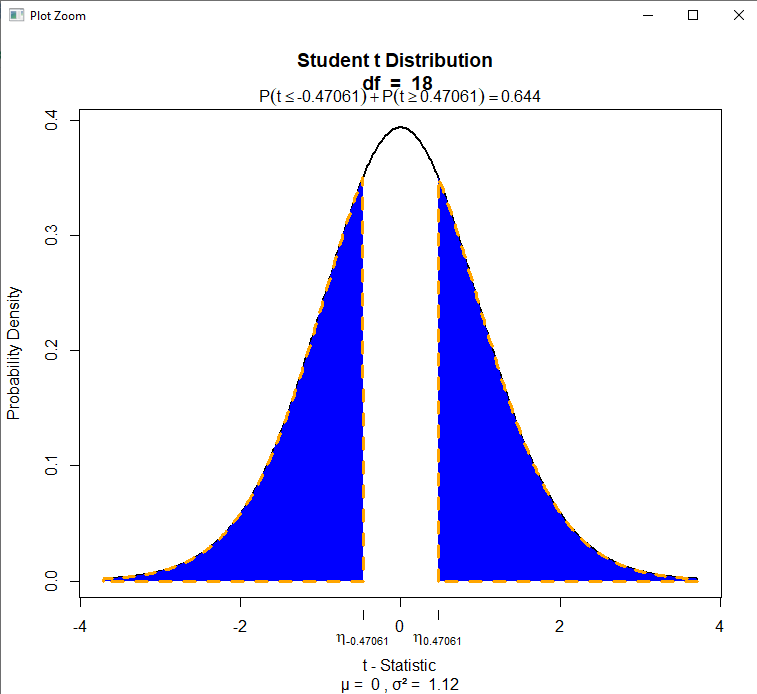 Plot Zoom
Student t Distribution
df = 18
P(t ≤ -0.47061) + P(t ≥ 0.47061) = 0.644
Probability Density
0.4
0.3
0.2
0.1
0.0
-4 -2 0 2 4
η-0.47061 η0.47061
t - Statistic
μ = 0 , σ² = 1.12